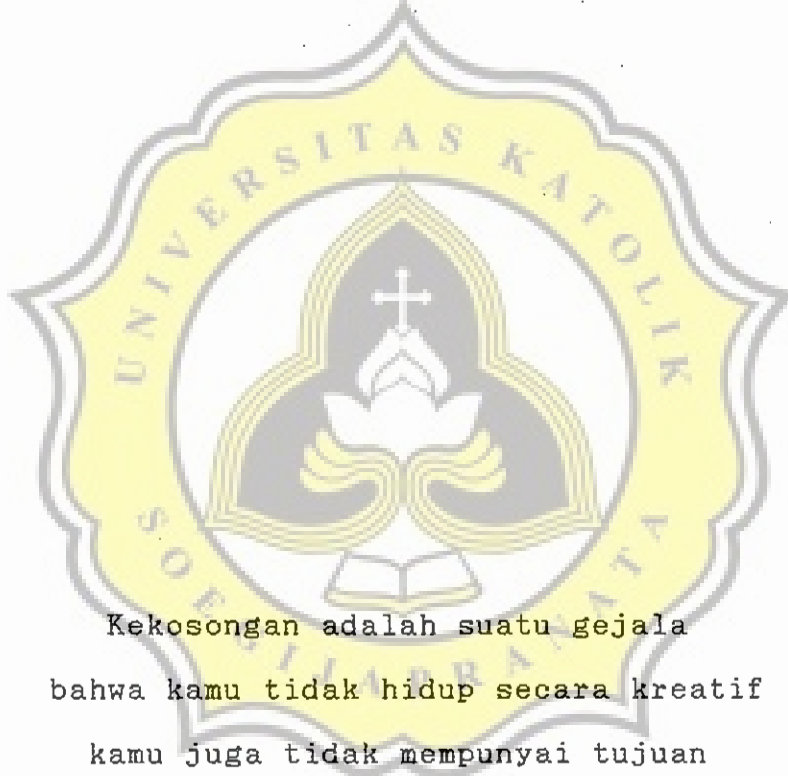 UNIVERSITAS KATOLIK
SOEGIJAPRANATA
Kekosongan adalah suatu gejala
bahwa kamu tidak hidup secara kreatif
kamu juga tidak mempunyai tujuan